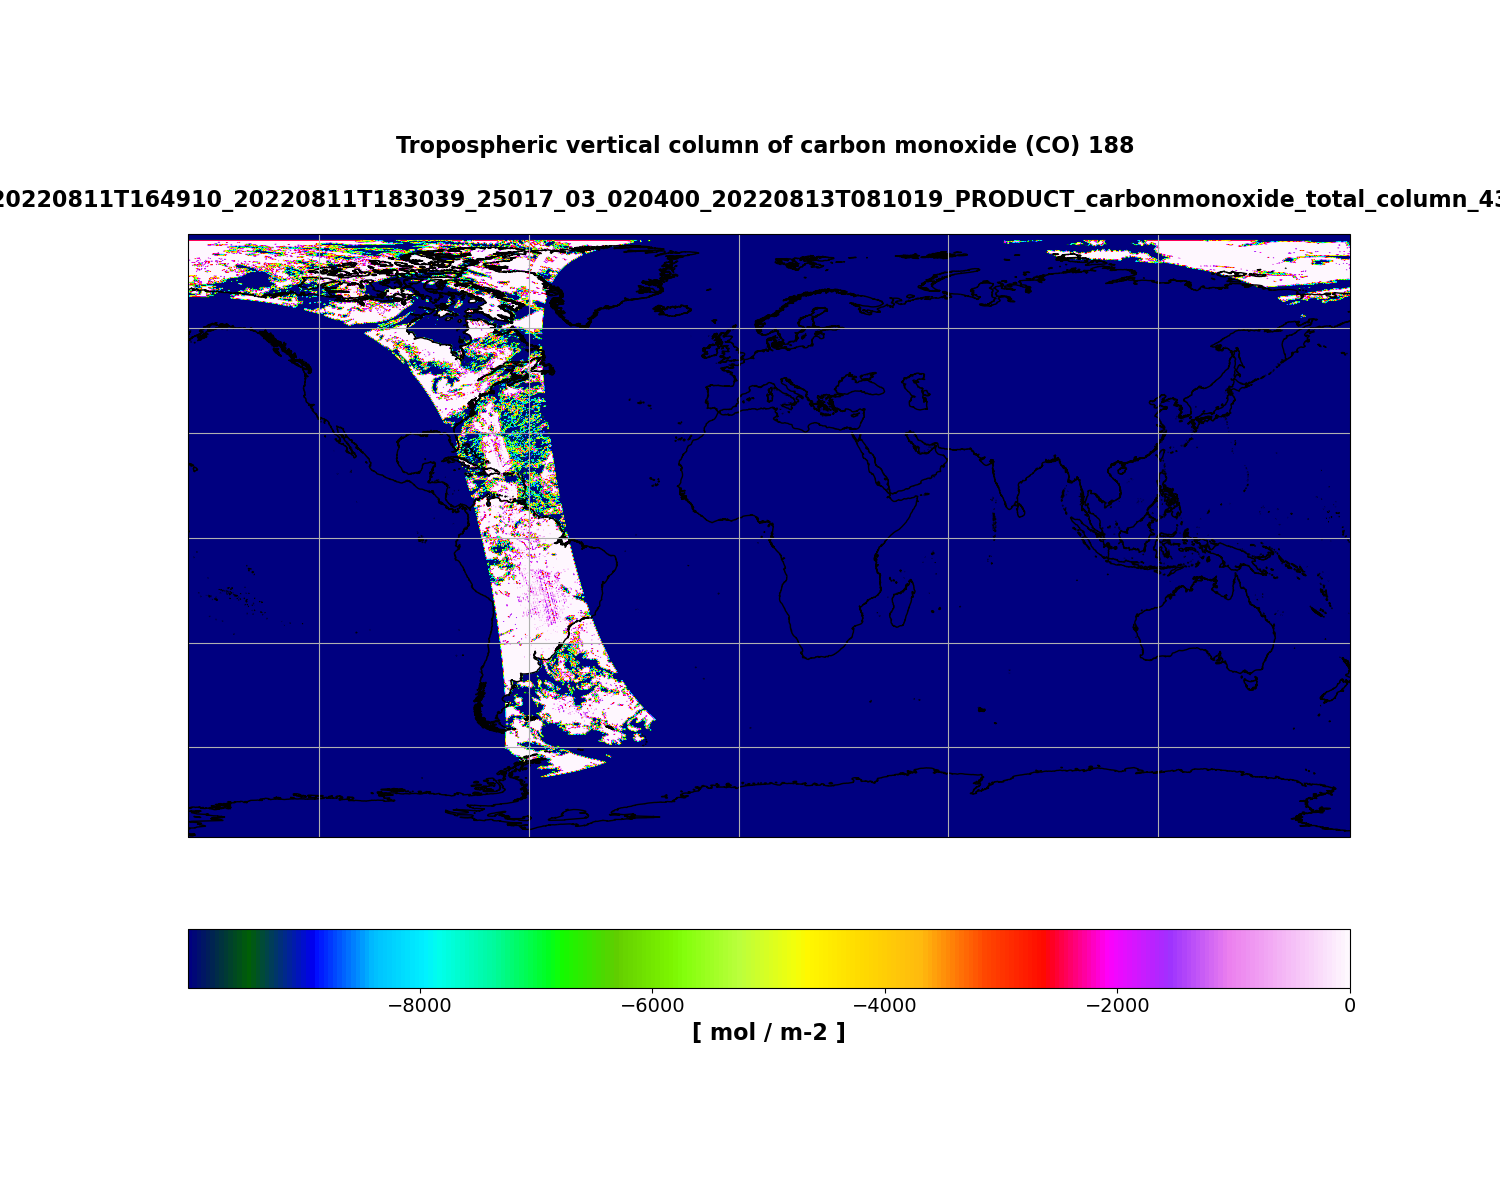 Tropospheric vertical column of carbon monoxide (CO) 188
20220811T164910_20220811T183039_25017_03_020400_20220813T081019_PRODUCT_carbonmonoxide_total_column_43
−8000 −6000 −4000 −2000 0
[ mol / m-2 ]